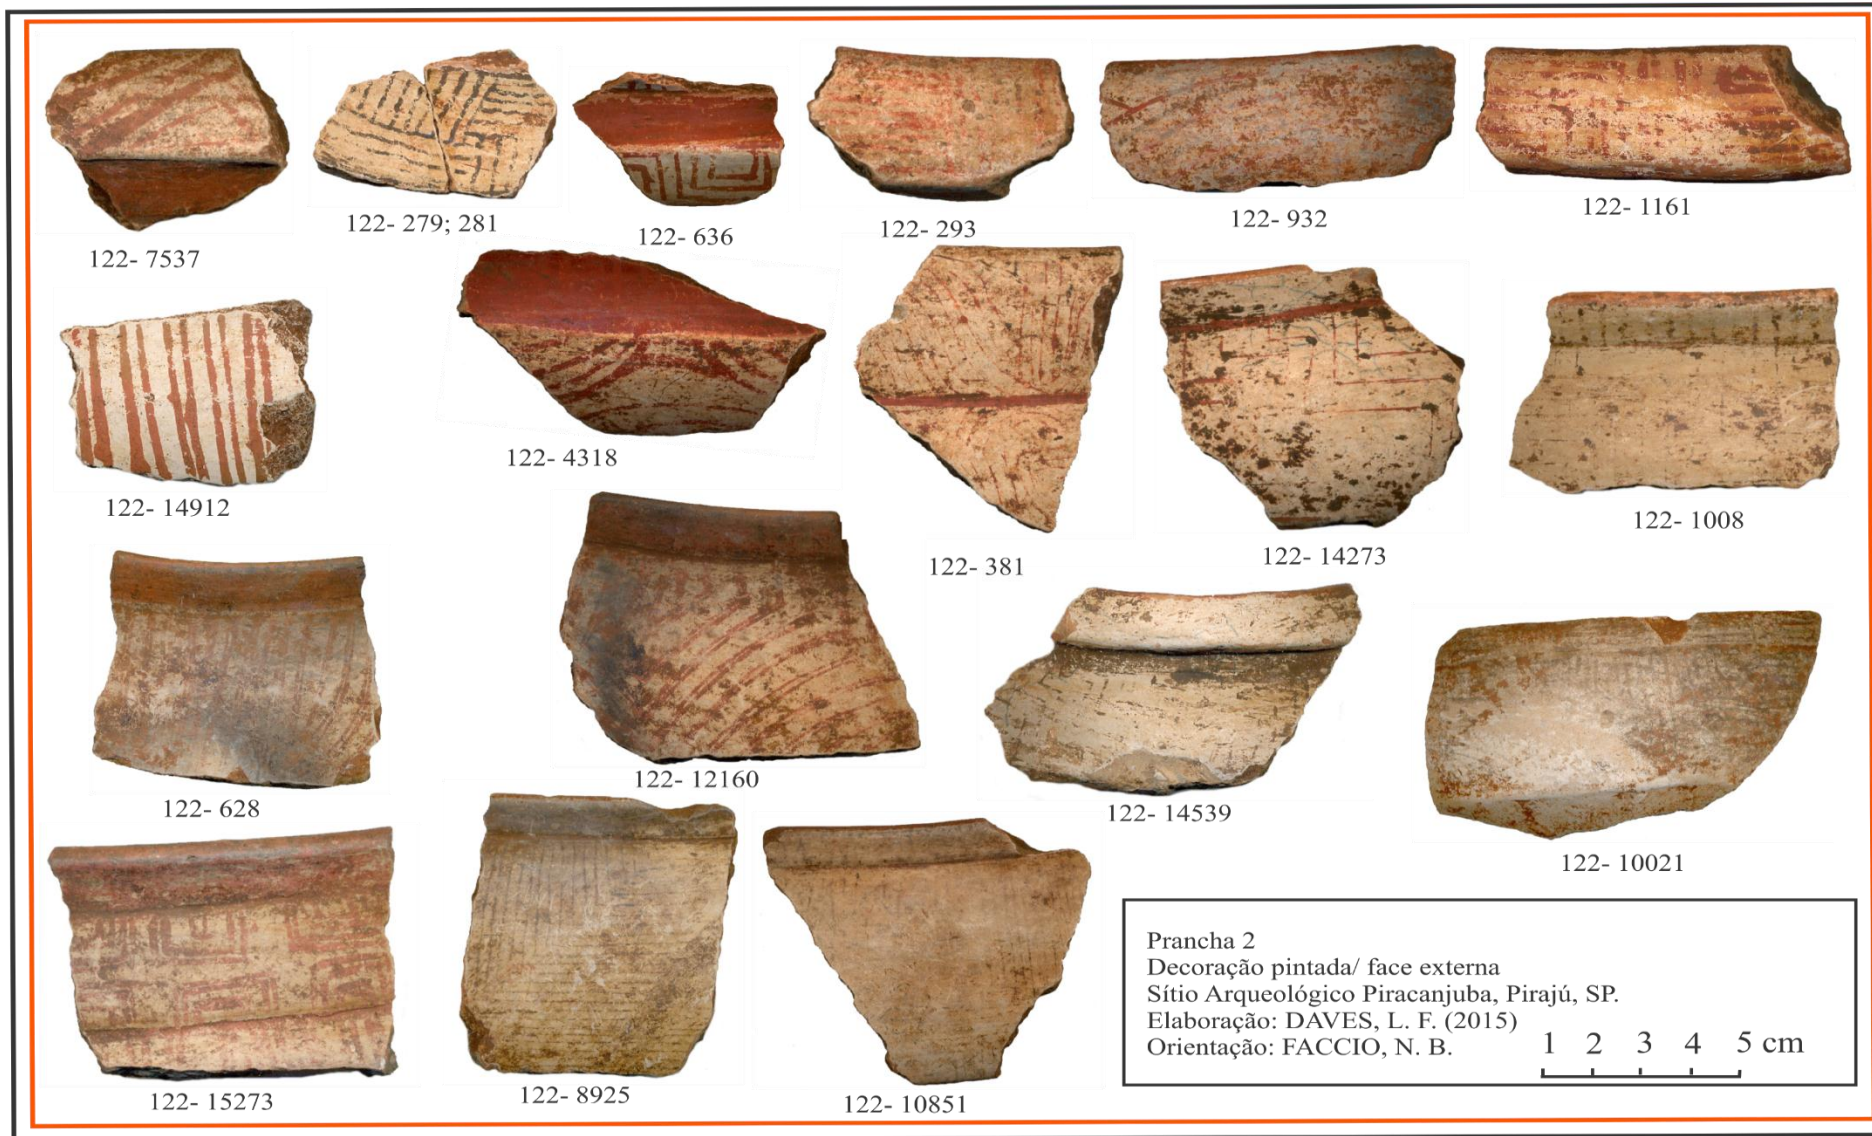 122- 7537
122- 279; 281
122- 636
122- 293
122- 932
122- 1161
122- 14912
122- 4318
122- 381
122- 14273
122- 1008
122- 628
122- 12160
122- 14539
122- 10021
122- 15273
122- 8925
122- 10851
Prancha 2
Decoração pintada/ face externa
Sítio Arqueológico Piracanjuba, Pirajú, SP.
Elaboração: DAVES, L. F. (2015)
Orientação: FACCIO, N. B.
1 2 3 4 5 cm